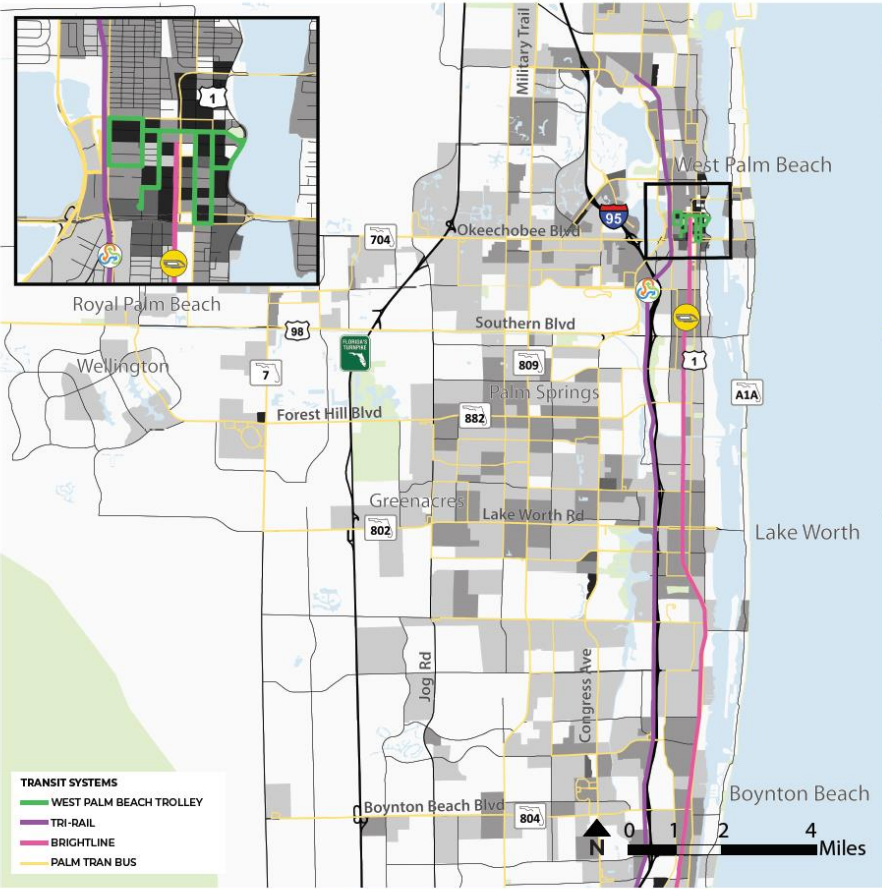 Military Trail
1
West Palm Beach
95
Okeechobee Blvd
704
Royal Palm Beach
98
Southern Blvd
FLORIDA'S
TURNPIKE
Wellington
7
809
1
Palm Springs
A1A
Forest Hill Blvd
882
Greenacres
Lake Worth Rd
802
Lake Worth
Jog Rd
Congress Ave
TRANSIT SYSTEMS
WEST PALM BEACH TROLLEY
TRI-RAIL
BRIGHTLINE
PALM TRAN BUS
Boynton Beach Blvd
804
Boynton Beach
N
0 1 2 4
Miles